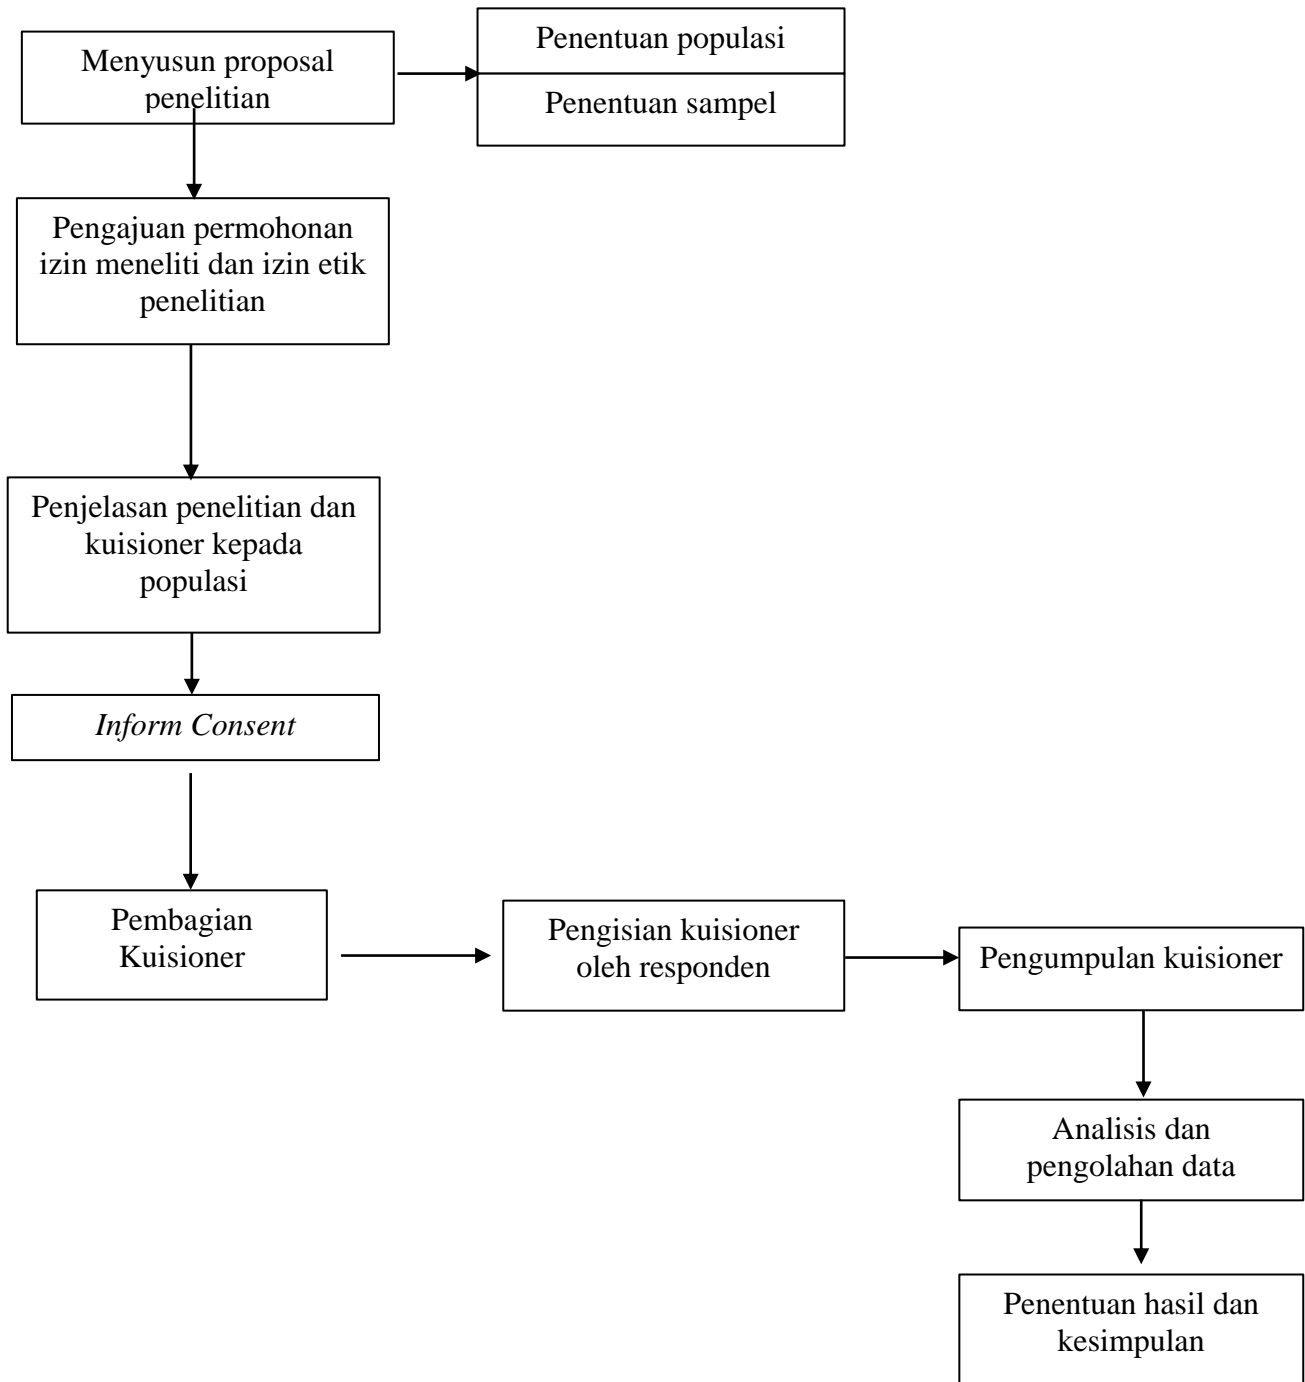 Menyusun proposal
penelitian
Penentuan populasi
Penentuan sampel
Pengajuan permohonan
izin meneliti dan izin etik
penelitian
Penjelasan penelitian dan
kuisioner kepada
populasi
Inform Consent
Pembagian
Kuisioner
Pengisian kuisioner
oleh responden
Pengumpulan kuisioner
Analisis dan
pengolahan data
Penentuan hasil dan
kesimpulan